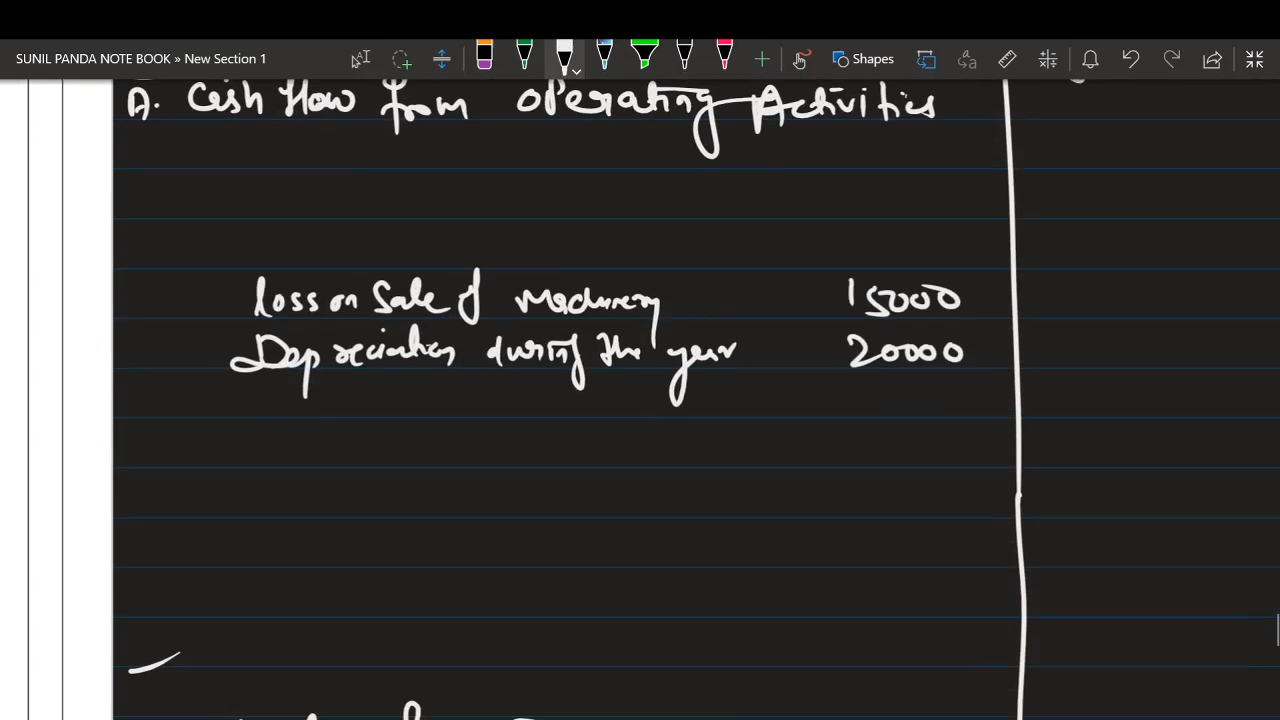 SUNIL PANDA NOTE BOOK » New Section 1
Shapes
A. Cash flow from Operating Activities
Loss on Sale of Machinery 15000
Depreciation during the year 20000